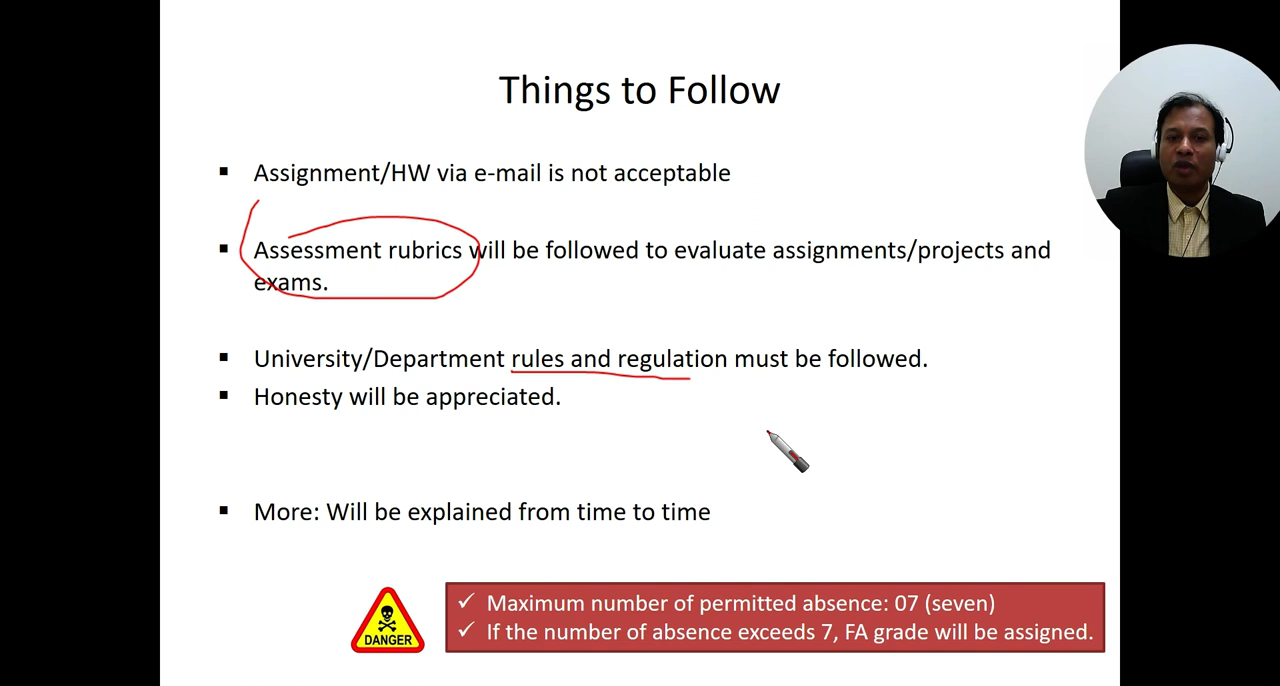 Things to Follow
▪ Assignment/HW via e-mail is not acceptable
▪ Assessment rubrics will be followed to evaluate assignments/projects and
exams.
▪ University/Department rules and regulation must be followed.
▪ Honesty will be appreciated.
▪ More: Will be explained from time to time
DANGER
✓ Maximum number of permitted absence: 07 (seven)
✓ If the number of absence exceeds 7, FA grade will be assigned.